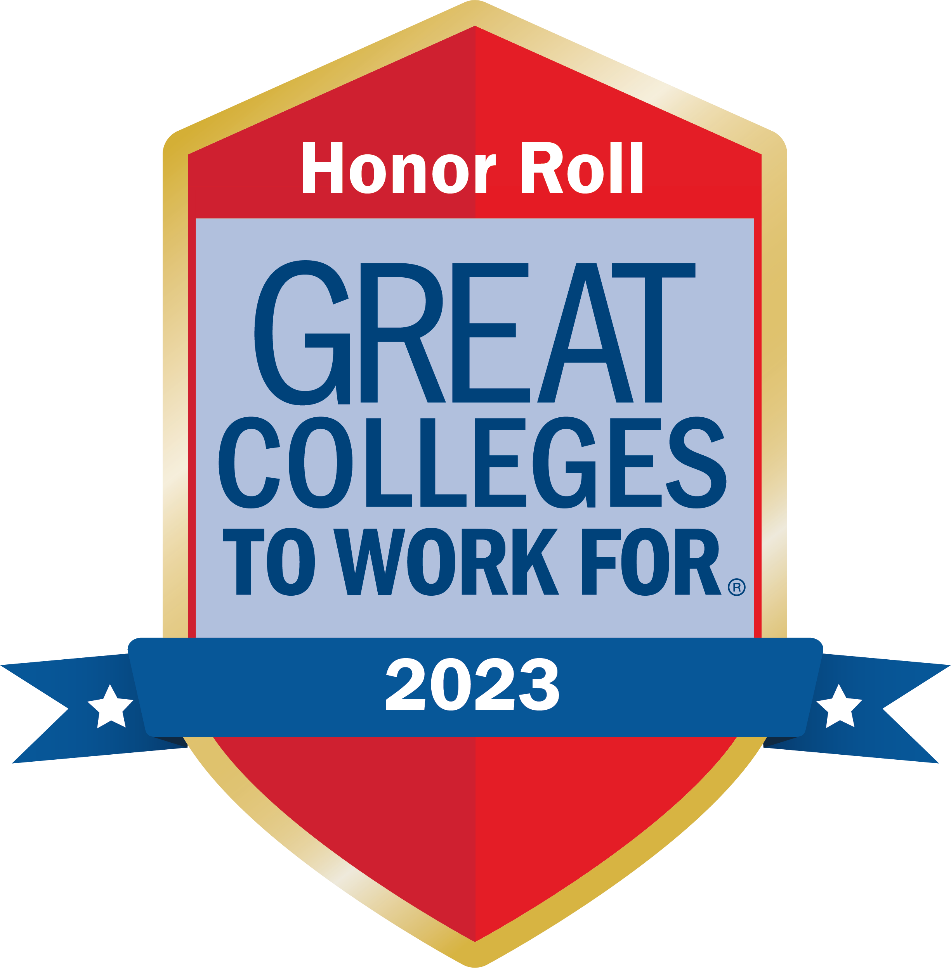 Honor Roll
GREAT
COLLEGES
TO WORK FOR®
2023